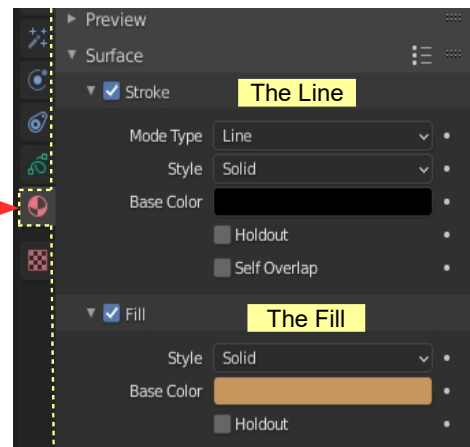 Preview
Surface
Stroke The Line
Mode Type Line
Style Solid
Base Color
Holdout
Self Overlap
Fill The Fill
Style Solid
Base Color
Holdout